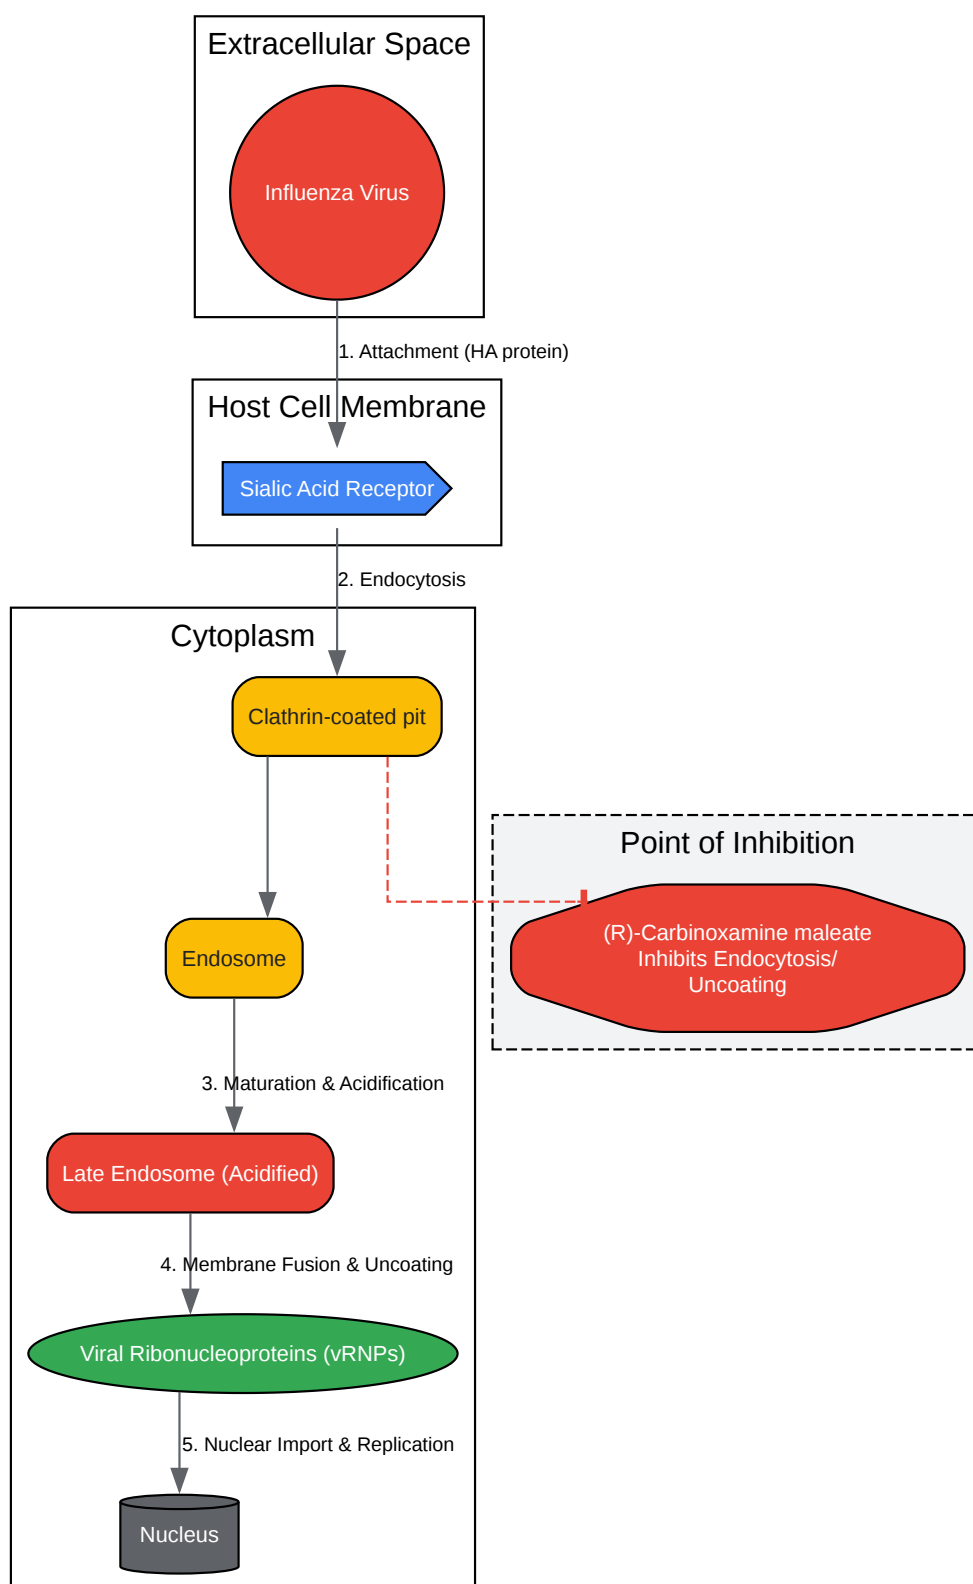 Extracellular Space
Influenza Virus
1. Attachment (HA protein)
Host Cell Membrane
Sialic Acid Receptor
2. Endocytosis
Cytoplasm
Clathrin-coated pit
Point of Inhibition
(R)-Carbinoxamine maleate
Inhibits Endocytosis/
Uncoating
Endosome
3. Maturation & Acidification
Late Endosome (Acidified)
4. Membrane Fusion & Uncoating
Viral Ribonucleoproteins (vRNPs)
5. Nuclear Import & Replication
Nucleus